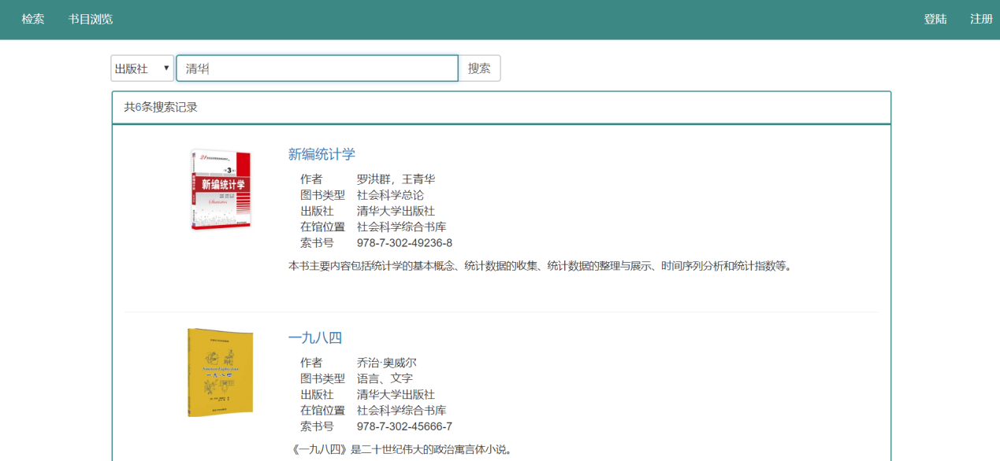 检索 书目浏览 登陆 注册
出版社 ▼ 清华 搜索
共6条搜索记录
新编统计学
作者 罗洪群，王青华
图书类型 社会科学总论
出版社 清华大学出版社
在馆位置 社会科学综合书库
索书号 978-7-302-49236-8
本书主要内容包括统计学的基本概念、统计数据的收集、统计数据的整理与展示、时间序列分析和统计指数等。
第3版
新编统计学
Statistics
一九八四
作者 乔治·奥威尔
图书类型 语言、文字
出版社 清华大学出版社
在馆位置 社会科学综合书库
索书号 978-7-302-45666-7
《一九八四》是二十世纪伟大的政治寓言体小说。
一九八四